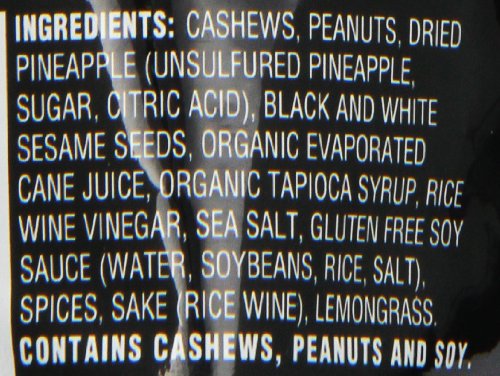 INGREDIENTS: CASHEWS, PEANUTS, DRIED
PINEAPPLE (UNSULFURED PINEAPPLE,
SUGAR, CITRIC ACID), BLACK AND WHITE
SESAME SEEDS, ORGANIC EVAPORATED
CANE JUICE, ORGANIC TAPIOCA SYRUP, RICE
WINE VINEGAR, SEA SALT, GLUTEN FREE SOY
SAUCE (WATER, SOYBEANS, RICE, SALT),
SPICES, SAKE (RICE WINE), LEMONGRASS.
CONTAINS CASHEWS, PEANUTS AND SOY.